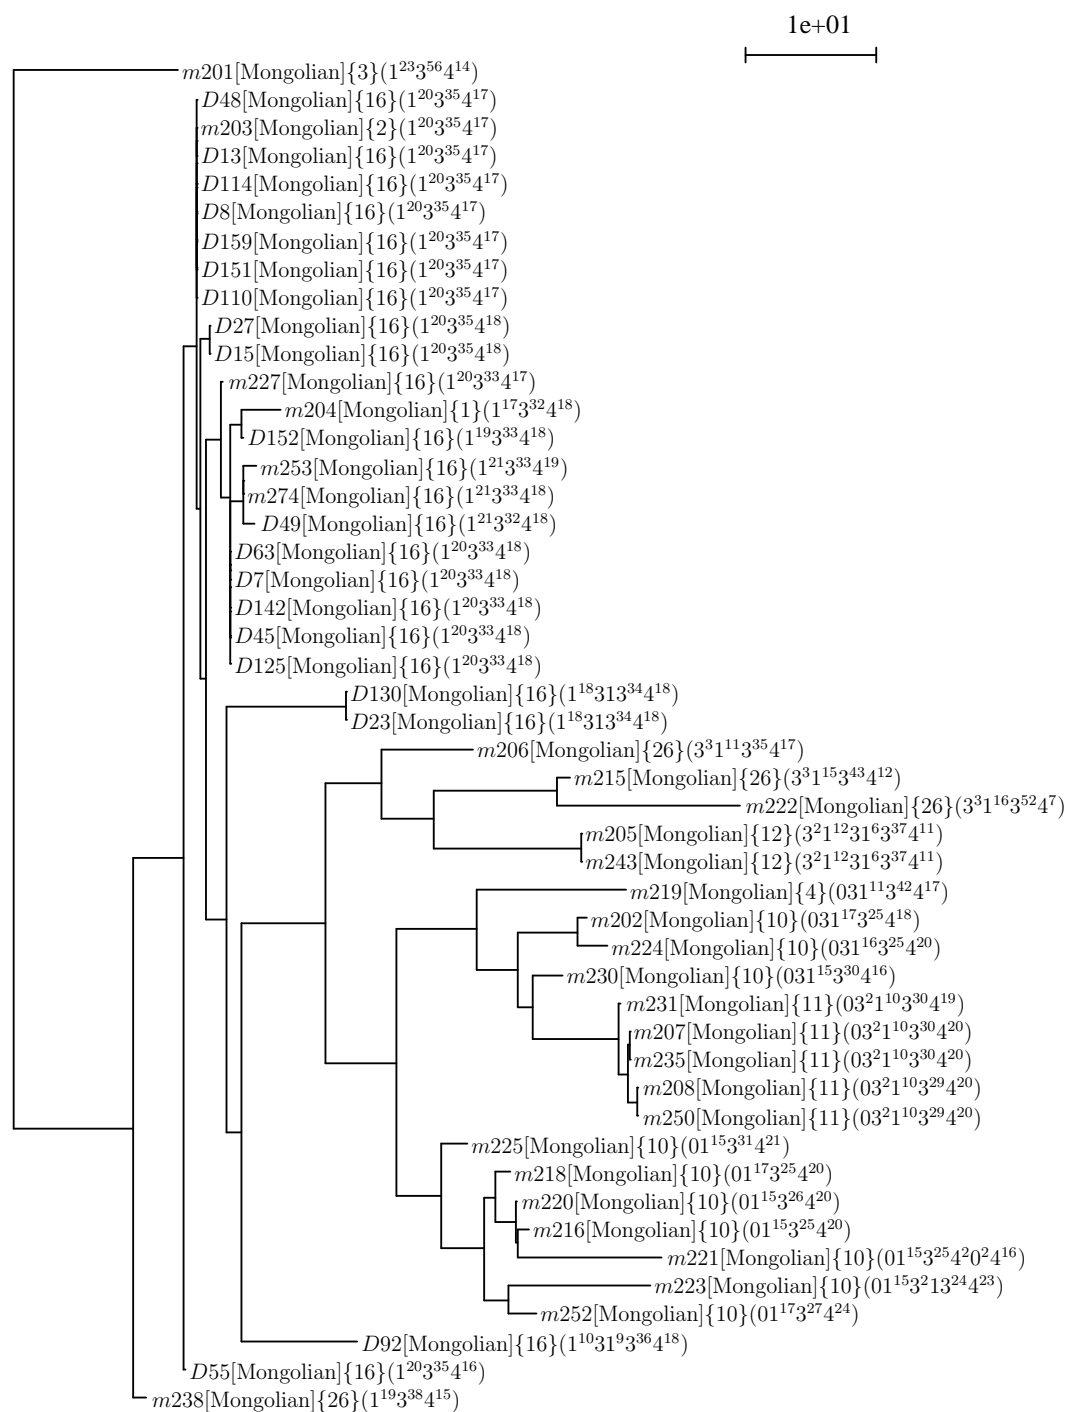 1e+01
m201[Mongolian]{3}(1²³3⁵⁶4¹⁴)
D48[Mongolian]{16}(1²⁰3³⁵4¹⁷)
m203[Mongolian]{2}(1²⁰3³⁵4¹⁷)
D13[Mongolian]{16}(1²⁰3³⁵4¹⁷)
D114[Mongolian]{16}(1²⁰3³⁵4¹⁷)
D8[Mongolian]{16}(1²⁰3³⁵4¹⁷)
D159[Mongolian]{16}(1²⁰3³⁵4¹⁷)
D151[Mongolian]{16}(1²⁰3³⁵4¹⁷)
D110[Mongolian]{16}(1²⁰3³⁵4¹⁷)
D27[Mongolian]{16}(1²⁰3³⁵4¹⁸)
D15[Mongolian]{16}(1²⁰3³⁵4¹⁸)
m227[Mongolian]{16}(1²⁰3³³4¹⁷)
m204[Mongolian]{1}(1¹⁷3³²4¹⁸)
D152[Mongolian]{16}(1¹⁹3³³4¹⁸)
m253[Mongolian]{16}(1²¹3³³4¹⁹)
m274[Mongolian]{16}(1²¹3³³4¹⁸)
D49[Mongolian]{16}(1²¹3³²4¹⁸)
D63[Mongolian]{16}(1²⁰3³³4¹⁸)
D7[Mongolian]{16}(1²⁰3³³4¹⁸)
D142[Mongolian]{16}(1²⁰3³³4¹⁸)
D45[Mongolian]{16}(1²⁰3³³4¹⁸)
D125[Mongolian]{16}(1²⁰3³³4¹⁸)
D130[Mongolian]{16}(1¹⁸313³⁴4¹⁸)
D23[Mongolian]{16}(1¹⁸313³⁴4¹⁸)
m206[Mongolian]{26}(3³1¹¹3³⁵4¹⁷)
m215[Mongolian]{26}(3³1¹⁵3⁴³4¹²)
m222[Mongolian]{26}(3³1¹⁶3⁵²4⁷)
m205[Mongolian]{12}(3²1¹²31⁶3³⁷4¹¹)
m243[Mongolian]{12}(3²1¹²31⁶3³⁷4¹¹)
m219[Mongolian]{4}(031¹¹3⁴²4¹⁷)
m202[Mongolian]{10}(031¹⁷3²⁵4¹⁸)
m224[Mongolian]{10}(031¹⁶3²⁵4²⁰)
m230[Mongolian]{10}(031¹⁵3³⁰4¹⁶)
m231[Mongolian]{11}(03²1¹⁰3³⁰4¹⁹)
m207[Mongolian]{11}(03²1¹⁰3³⁰4²⁰)
m235[Mongolian]{11}(03²1¹⁰3³⁰4²⁰)
m208[Mongolian]{11}(03²1¹⁰3²⁹4²⁰)
m250[Mongolian]{11}(03²1¹⁰3²⁹4²⁰)
m225[Mongolian]{10}(01¹⁵3³¹4²¹)
m218[Mongolian]{10}(01¹⁷3²⁵4²⁰)
m220[Mongolian]{10}(01¹⁵3²⁶4²⁰)
m216[Mongolian]{10}(01¹⁵3²⁵4²⁰)
m221[Mongolian]{10}(01¹⁵3²⁵4²0²4¹⁶)
m223[Mongolian]{10}(01¹⁵3²13²⁴4²³)
m252[Mongolian]{10}(01¹⁷3²⁷4²⁴)
D92[Mongolian]{16}(1¹⁰31⁹3³⁶4¹⁸)
D55[Mongolian]{16}(1²⁰3³⁵4¹⁶)
m238[Mongolian]{26}(1¹⁹3³⁸4¹⁵)